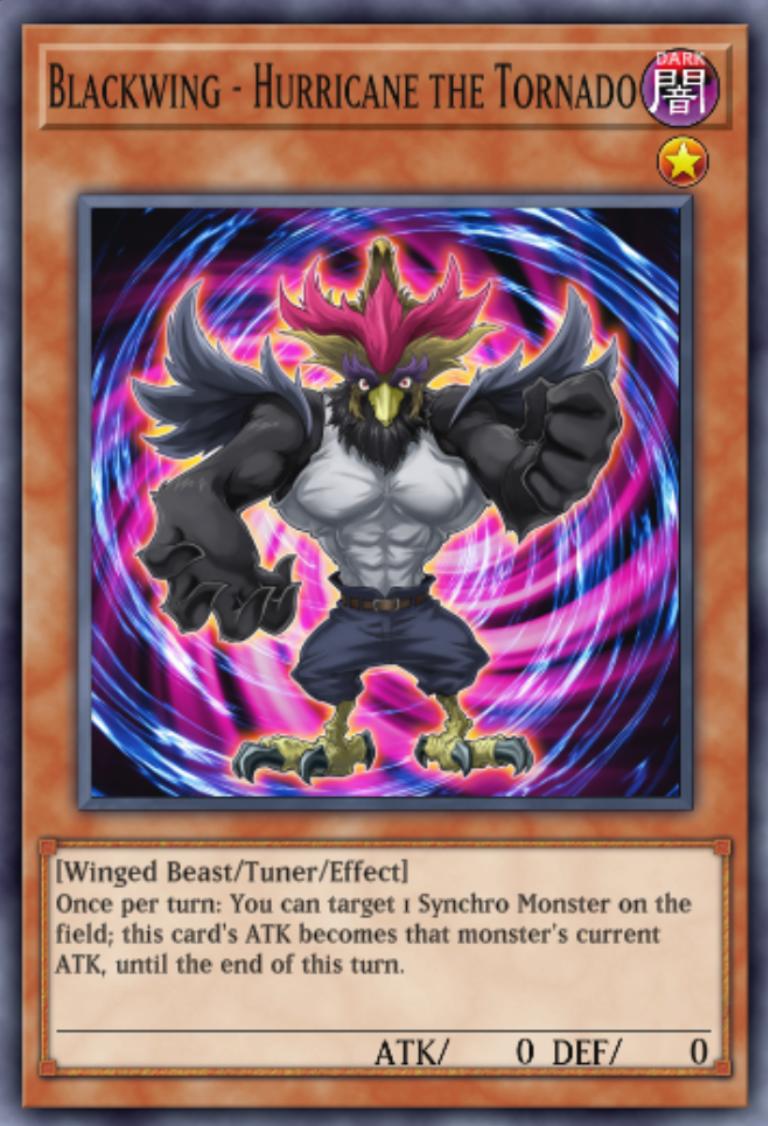 Blackwing - Hurricane the Tornado
DARK
闇
[Winged Beast/Tuner/Effect]
Once per turn: You can target 1 Synchro Monster on the
field; this card's ATK becomes that monster's current
ATK, until the end of this turn.
ATK/ 0 DEF/ 0